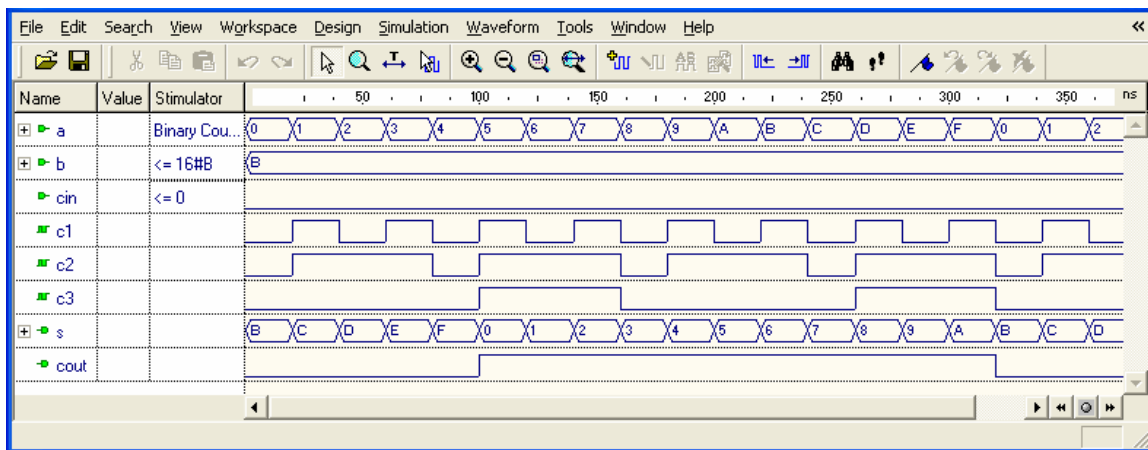 File Edit Search View Workspace Design Simulation Waveform Tools Window Help
Name Value Stimulator 50 100 150 200 250 300 350 ns
a Binary Cou... 0 1 2 3 4 5 6 7 8 9 A B C D E F 0 1 2
b <= 16#B B
cin <= 0
c1
c2
c3
s B C D E F 0 1 2 3 4 5 6 7 8 9 A B C D
cout